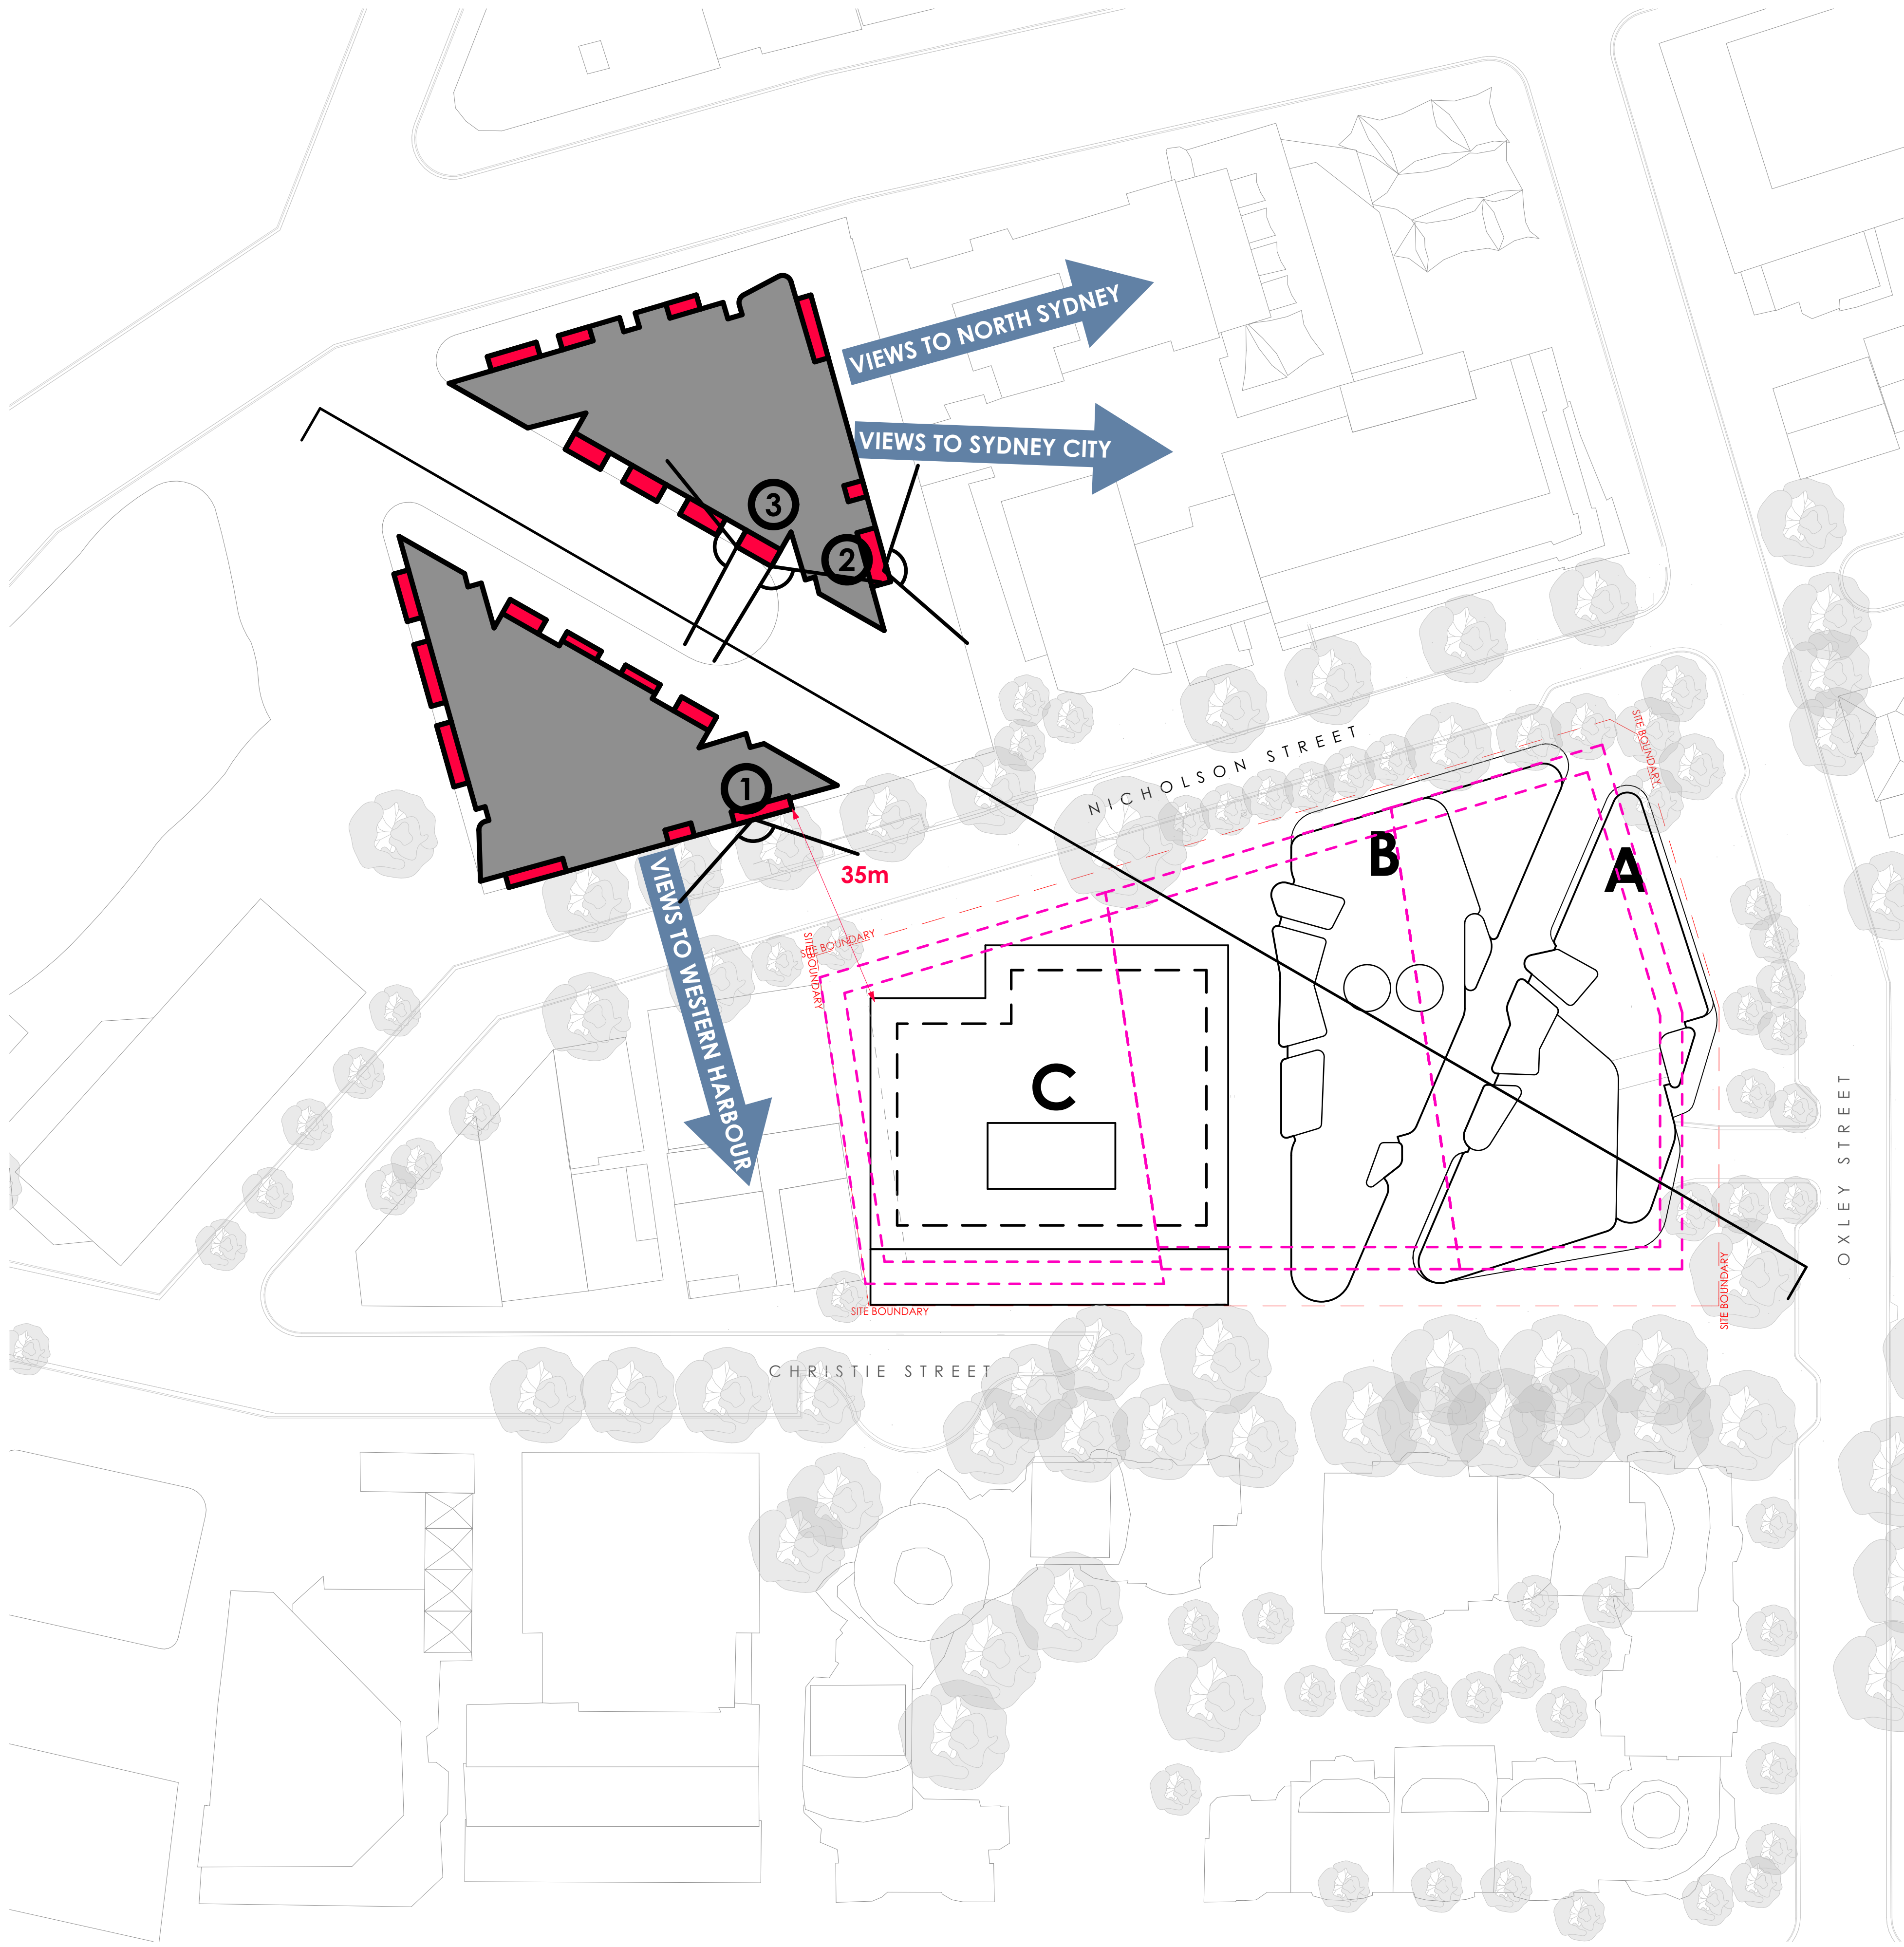 VIEWS TO NORTH SYDNEY
VIEWS TO SYDNEY CITY
3
2
1
35m
NICHOLSON STREET
SITE BOUNDARY
B
A
VIEWS TO WESTERN HARBOUR
SITE BOUNDARY
SITE BOUNDARY
C
OXLEY STREET
SITE BOUNDARY
SITE BOUNDARY
CHRISTIE STREET